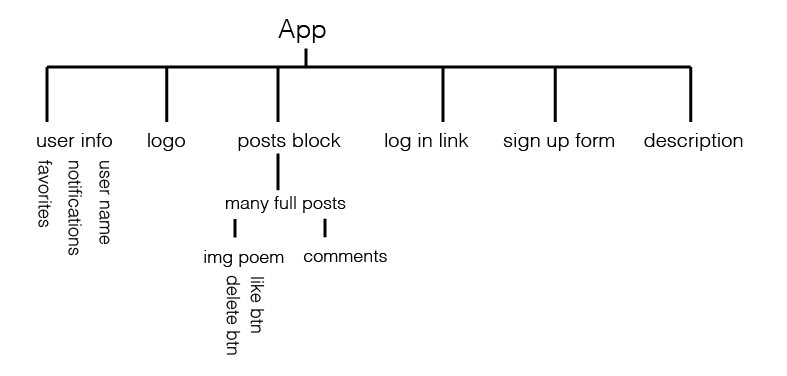 App
user info
logo
posts block
log in link
sign up form
description
favorites
notifications
user name
many full posts
img poem
comments
delete btn
like btn